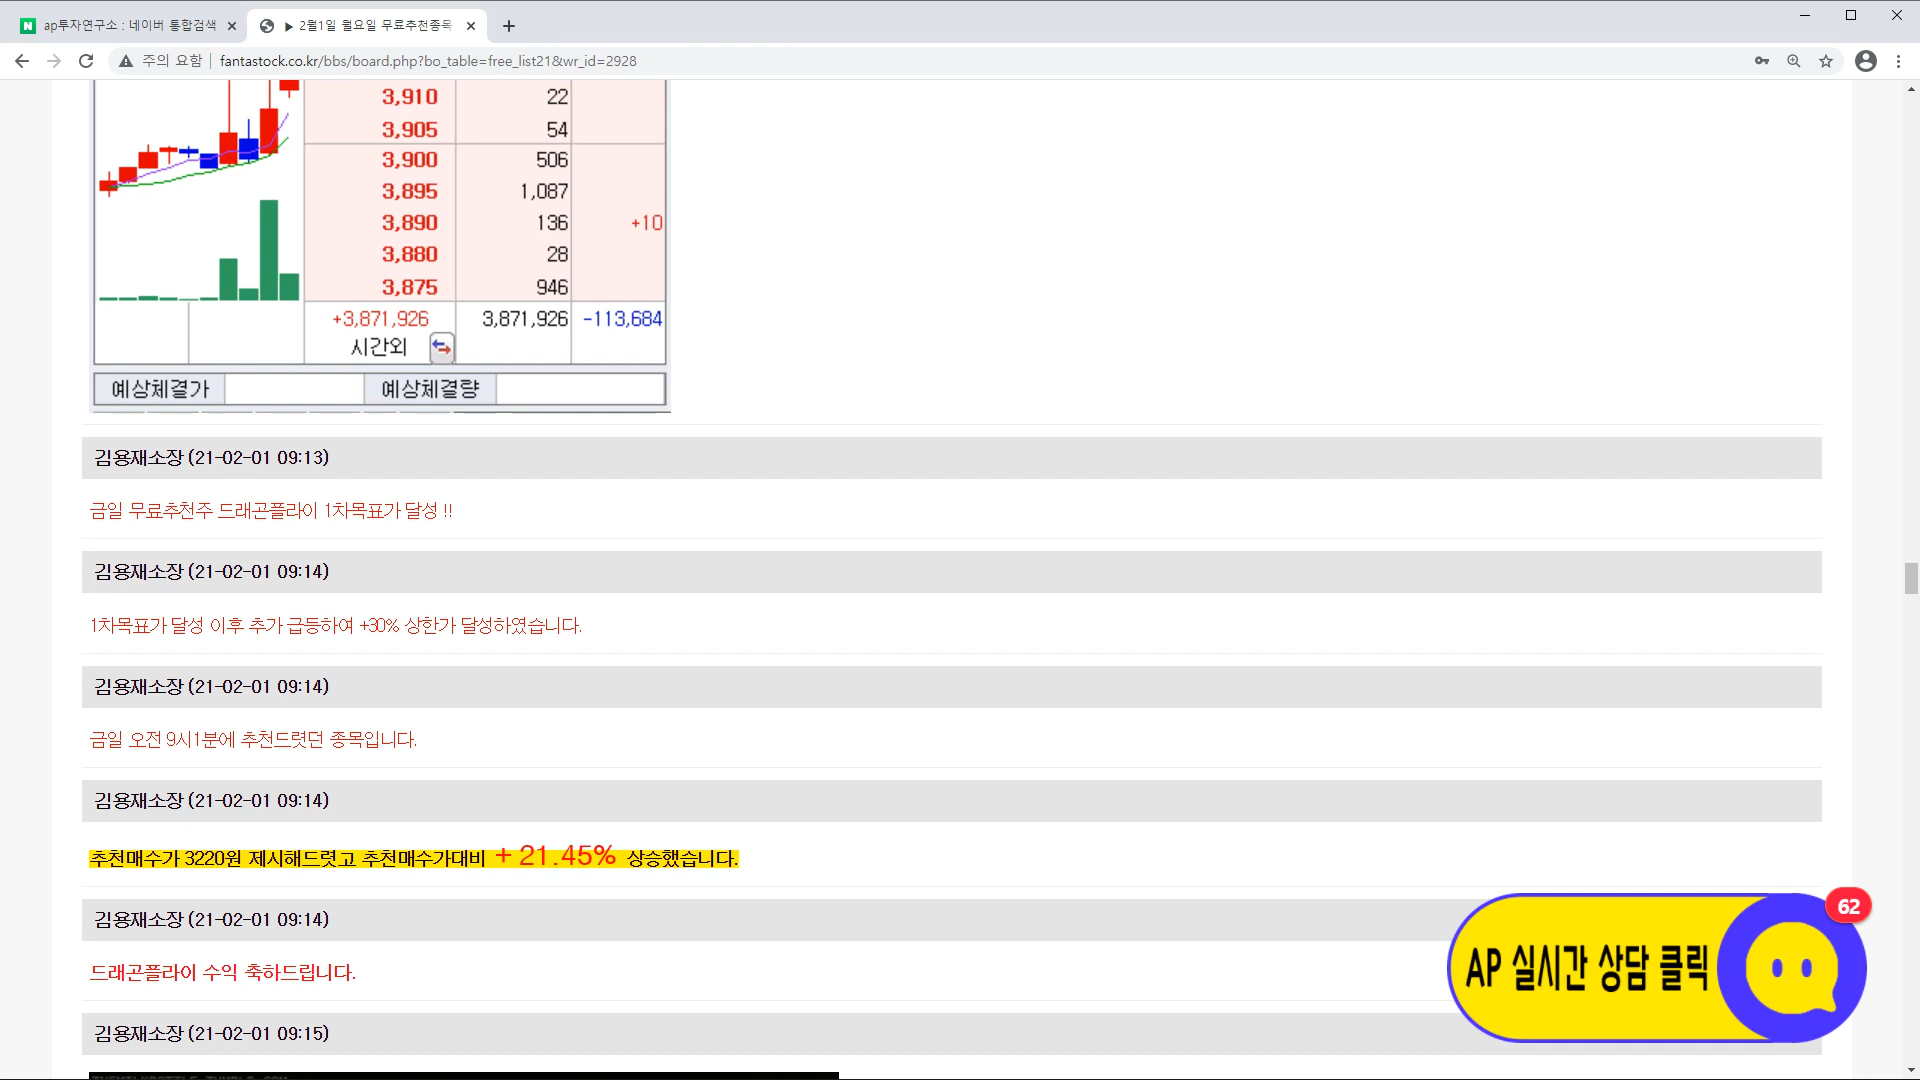 ap투자연구소 : 네이버 통합검색
▶ 2월1일 월요일 무료추천종목
주의 요함 | fantastock.co.kr/bbs/board.php?bo_table=free_list21&wr_id=2928
3,910 22
3,905 54
3,900 506
3,895 1,087
3,890 136 +10
3,880 28
3,875 946
+3,871,926 3,871,926 -113,684
시간외
예상체결가 예상체결량
김용재소장 (21-02-01 09:13)
금일 무료추천주 드래곤플라이 1차목표가 달성 !!
김용재소장 (21-02-01 09:14)
1차목표가 달성 이후 추가 급등하여 +30% 상한가 달성하였습니다.
김용재소장 (21-02-01 09:14)
금일 오전 9시1분에 추천드렷던 종목입니다.
김용재소장 (21-02-01 09:14)
추천매수가 3220원 제시해드렷고 추천매수가대비 + 21.45% 상승했습니다.
김용재소장 (21-02-01 09:14)
드래곤플라이 수익 축하드립니다.
62
AP 실시간 상담 클릭
김용재소장 (21-02-01 09:15)